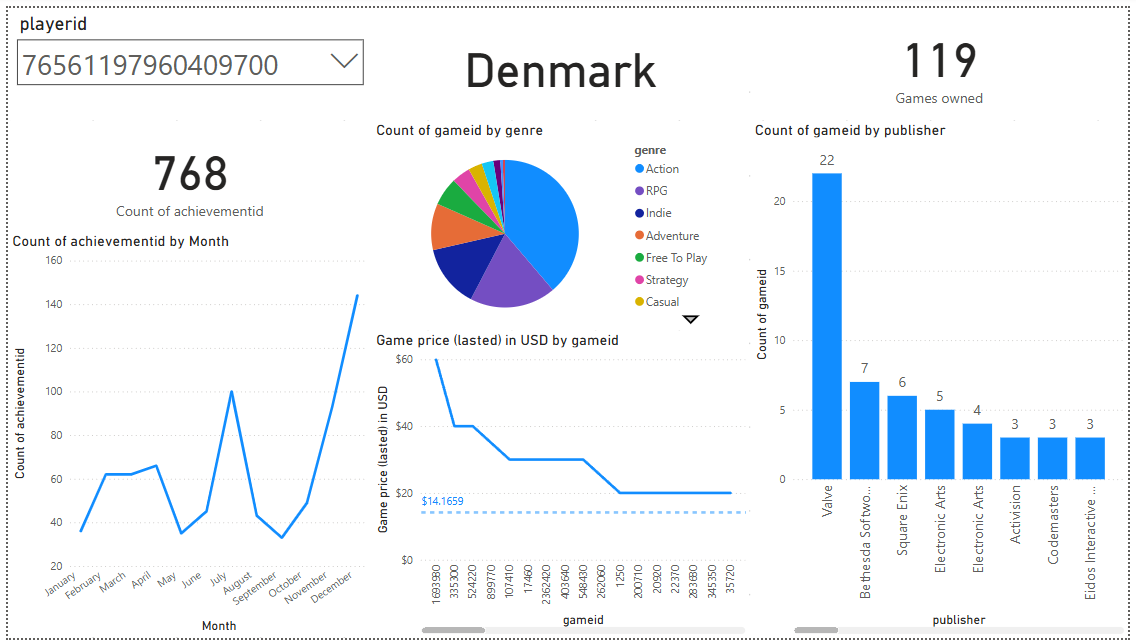 playerid
76561197960409700
Denmark
119
Games owned
768
Count of achievementid
Count of achievementid by Month
Count of achievementid
160
140
120
100
80
60
40
20
January
February
March
April
May
June
July
August
September
October
November
December
Month
Count of gameid by genre
genre
Action
RPG
Indie
Adventure
Free To Play
Strategy
Casual
Game price (lasted) in USD by gameid
Game price (lasted) in USD
$60
$40
$20
$0
$14.1659
1693980
335300
524220
899770
107410
17460
2362420
403640
548430
262060
1250
200710
20920
22370
283680
345350
35720
gameid
Count of gameid by publisher
Count of gameid
20
15
10
5
0
22
7
6
5
4
3
3
3
Valve
Bethesda Softwo...
Square Enix
Electronic Arts
Electronic Arts
Activision
Codemasters
Eidos Interactive ...
publisher